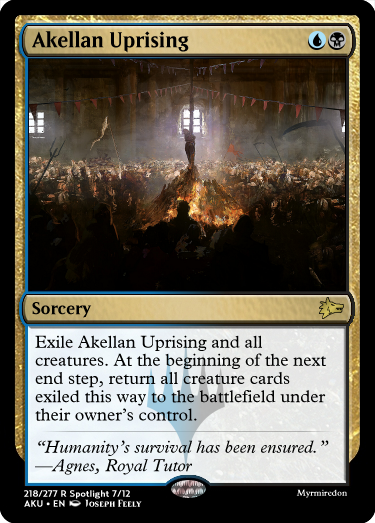 Akellan Uprising
Sorcery
Exile Akellan Uprising and all
creatures. At the beginning of the next
end step, return all creature cards
exiled this way to the battlefield under
their owner's control.
“Humanity's survival has been ensured.”
—Agnes, Royal Tutor
218/277 R Spotlight 7/12
Myrmiredon
AKU • EN Joseph Feely